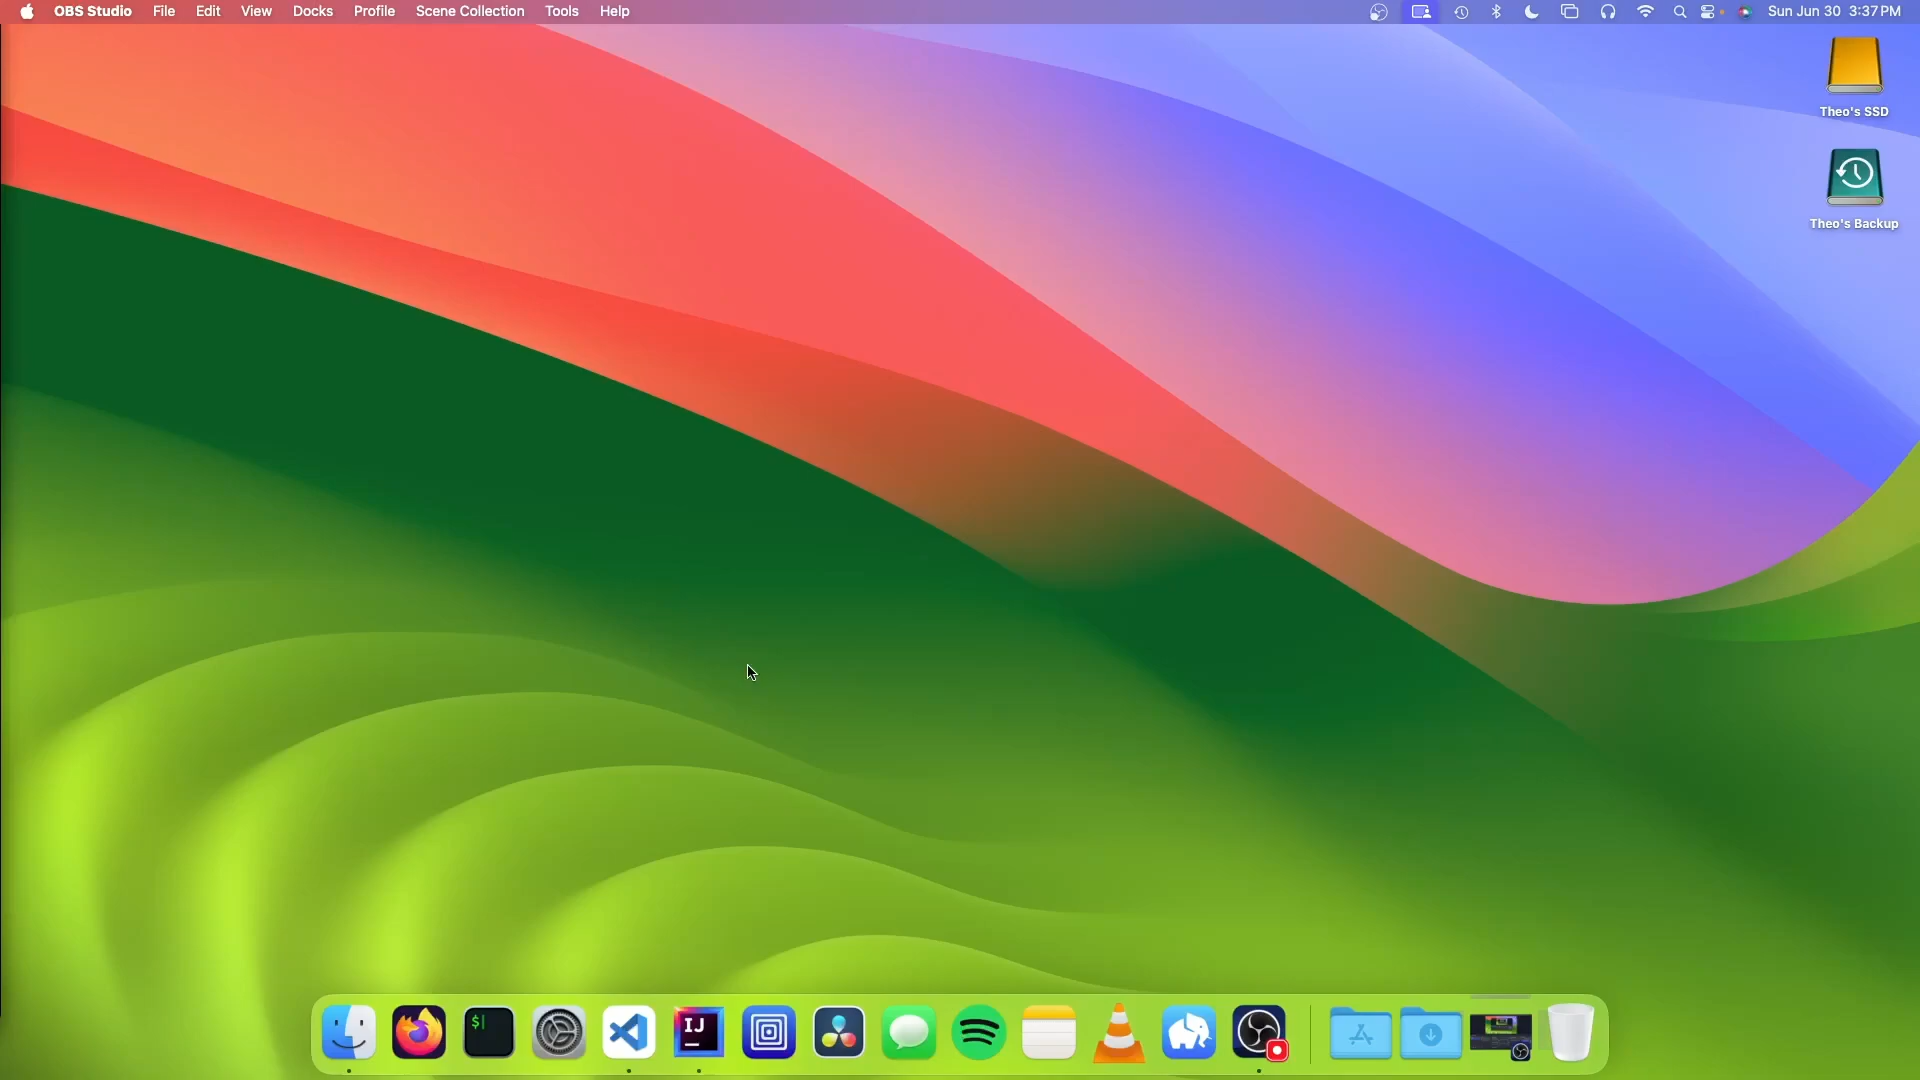 OBS Studio File Edit View Docks Profile Scene Collection Tools Help Sun Jun 30 3:37 PM
Theo's SSD
Theo's Backup
$
IJ